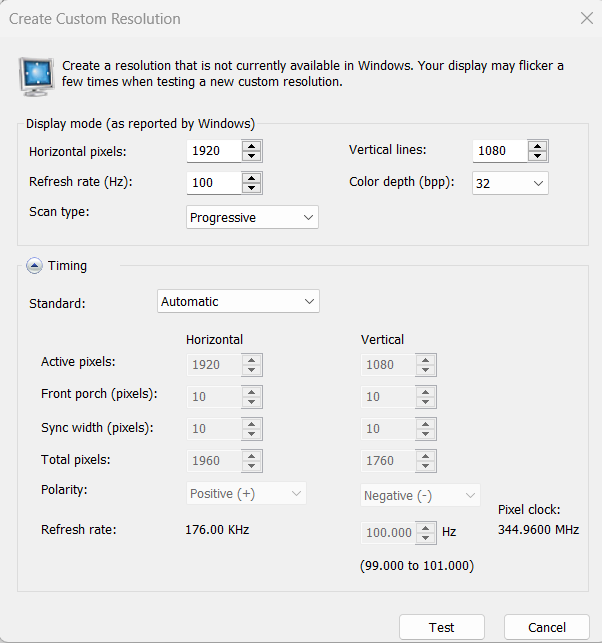 Create Custom Resolution
Create a resolution that is not currently available in Windows. Your display may flicker a
few times when testing a new custom resolution.
Display mode (as reported by Windows)
Horizontal pixels: 1920 Vertical lines: 1080
Refresh rate (Hz): 100 Color depth (bpp): 32
Scan type: Progressive
Timing
Standard: Automatic
Horizontal Vertical
Active pixels: 1920 1080
Front porch (pixels): 10 10
Sync width (pixels): 10 10
Total pixels: 1960 1760
Polarity: Positive (+) Negative (-)
Pixel clock:
Refresh rate: 176.00 KHz 100.000 Hz 344.9600 MHz
(99.000 to 101.000)
Test Cancel